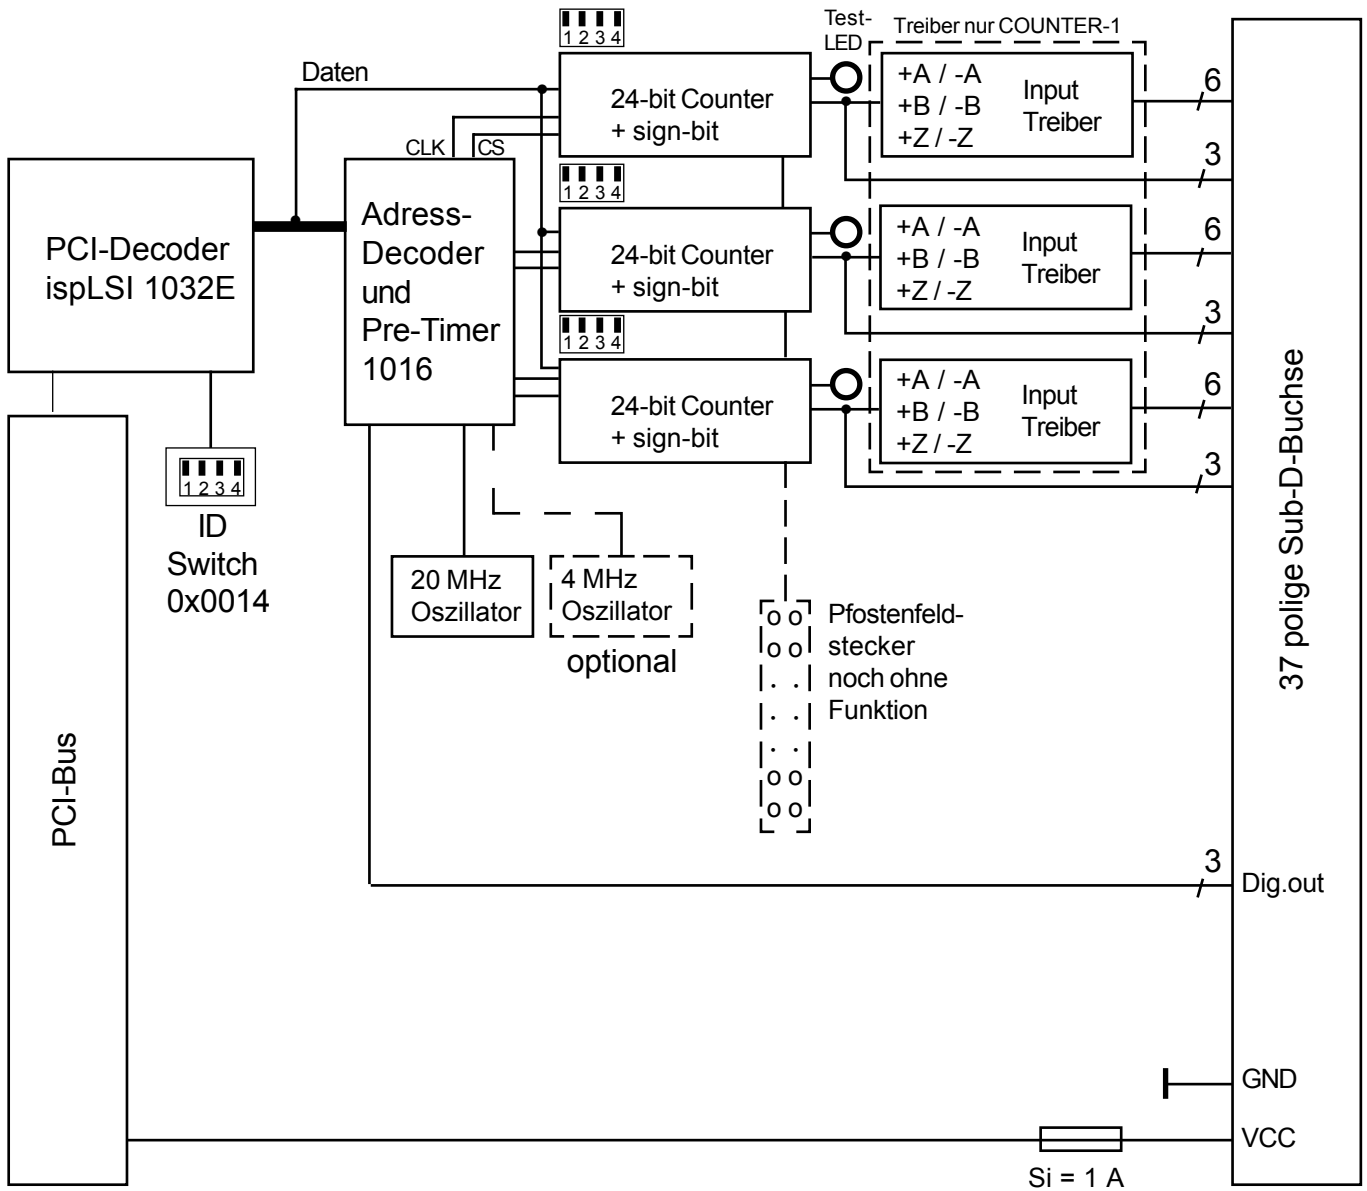 1 2 3 4
Test-
LED
Treiber nur COUNTER-1
Daten
24-bit Counter
+ sign-bit
+A / -A
+B / -B
+Z / -Z
Input
Treiber
6
3
CLK
CS
1 2 3 4
PCI-Decoder
ispLSI 1032E
Adress-
Decoder
und
Pre-Timer
1016
24-bit Counter
+ sign-bit
+A / -A
+B / -B
+Z / -Z
Input
Treiber
6
3
1 2 3 4
24-bit Counter
+ sign-bit
+A / -A
+B / -B
+Z / -Z
Input
Treiber
6
3
37 polige Sub-D-Buchse
1 2 3 4
ID
Switch
0x0014
20 MHz
Oszillator
4 MHz
Oszillator
optional
o o
o o
. .
. .
. .
o o
o o
Pfostenfeld-
stecker
noch ohne
Funktion
PCI-Bus
3
Dig.out
GND
VCC
Si = 1 A